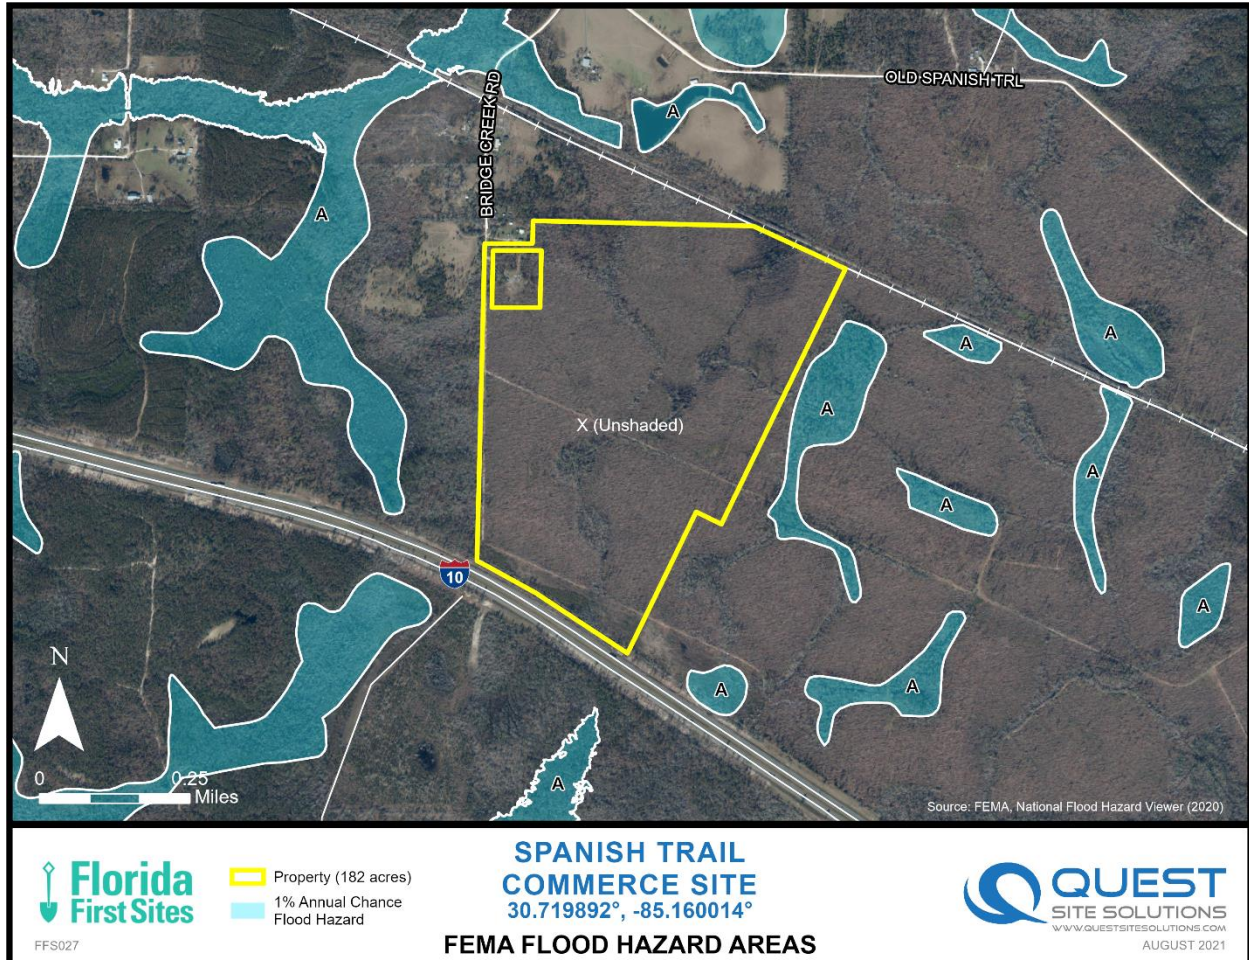 OLD SPANISH TRL
A
BRIDGE CREEK RD
A
A
A
A
X (Unshaded)
A
A
A
10
A
A
A
A
N
0 0.25
Miles
Source: FEMA, National Flood Hazard Viewer (2020)
Florida
First Sites
FFS027
Property (182 acres)
1% Annual Chance
Flood Hazard
SPANISH TRAIL
COMMERCE SITE
30.719892°, -85.160014°
FEMA FLOOD HAZARD AREAS
QUEST
SITE SOLUTIONS
WWW.QUESTSITESOLUTIONS.COM
AUGUST 2021